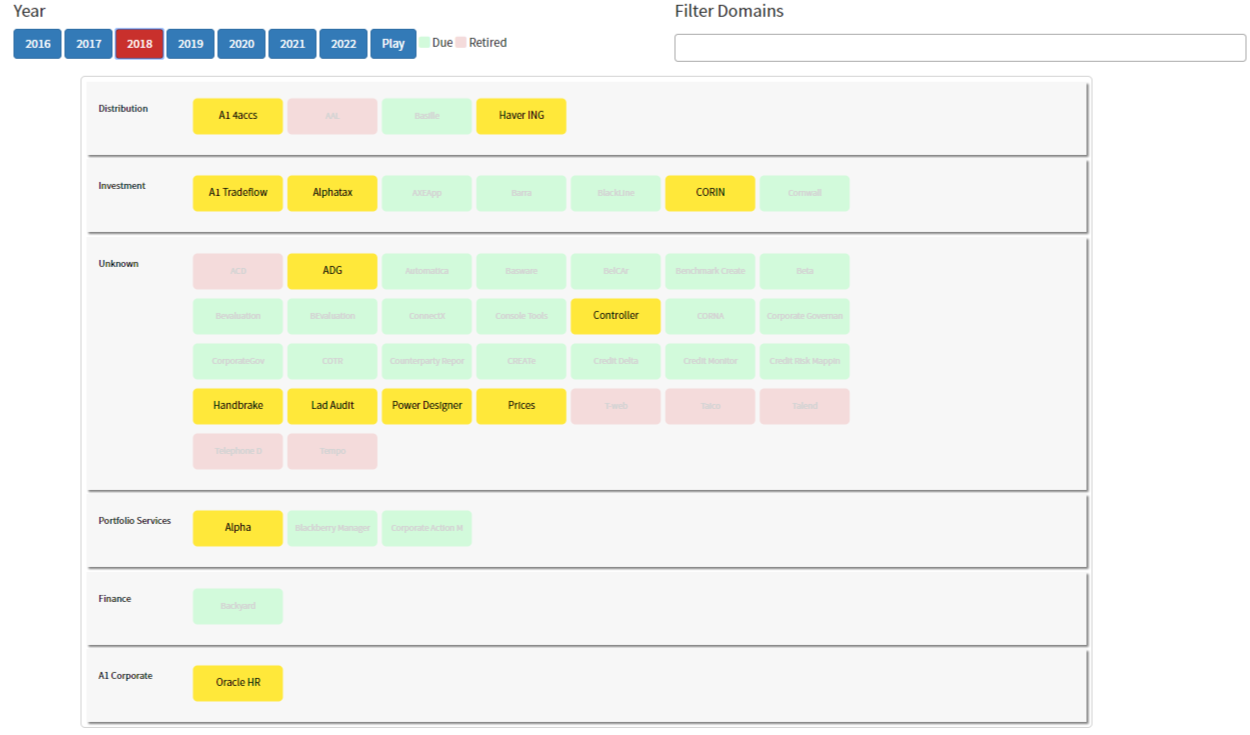 Year
Filter Domains
2016 2017 2018 2019 2020 2021 2022 Play Due Retired
Distribution A1 4accs AAL Basille Haver ING
Investment A1 Tradeflow Alphatax AXEApp Barra BlackLine CORIN Cornwall
Unknown ACD ADG Automatica Bataware BelCAr Benchmark Create Beta
Bevaluation BEvaluation ConnectX Console Tools Controller CORNA Corporate Governan
CorporateGov COTE Counterparty Repor CREATe Credit Delta Credit Monitor Credit Risk Mappin
Handbrake Lad Audit Power Designer Prices Talco Talend
Telephone D Tempo
Portfolio Services Alpha Blackberry Manager Corporate Action M
Finance Backyard
A1 Corporate Oracle HR